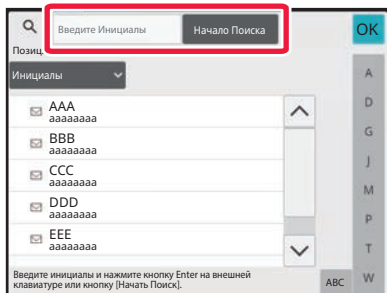 Введите Инициалы
Начало Поиска
OK
Позиц.
Инициалы
AAA
aaaaaaaa
BBB
aaaaaaaa
CCC
aaaaaaaa
DDD
aaaaaaaa
EEE
aaaaaaaa
A
D
G
J
M
P
T
W
Введите инициалы и нажмите кнопку Enter на внешней
клавиатуре или кнопку [Начать Поиск].
ABC